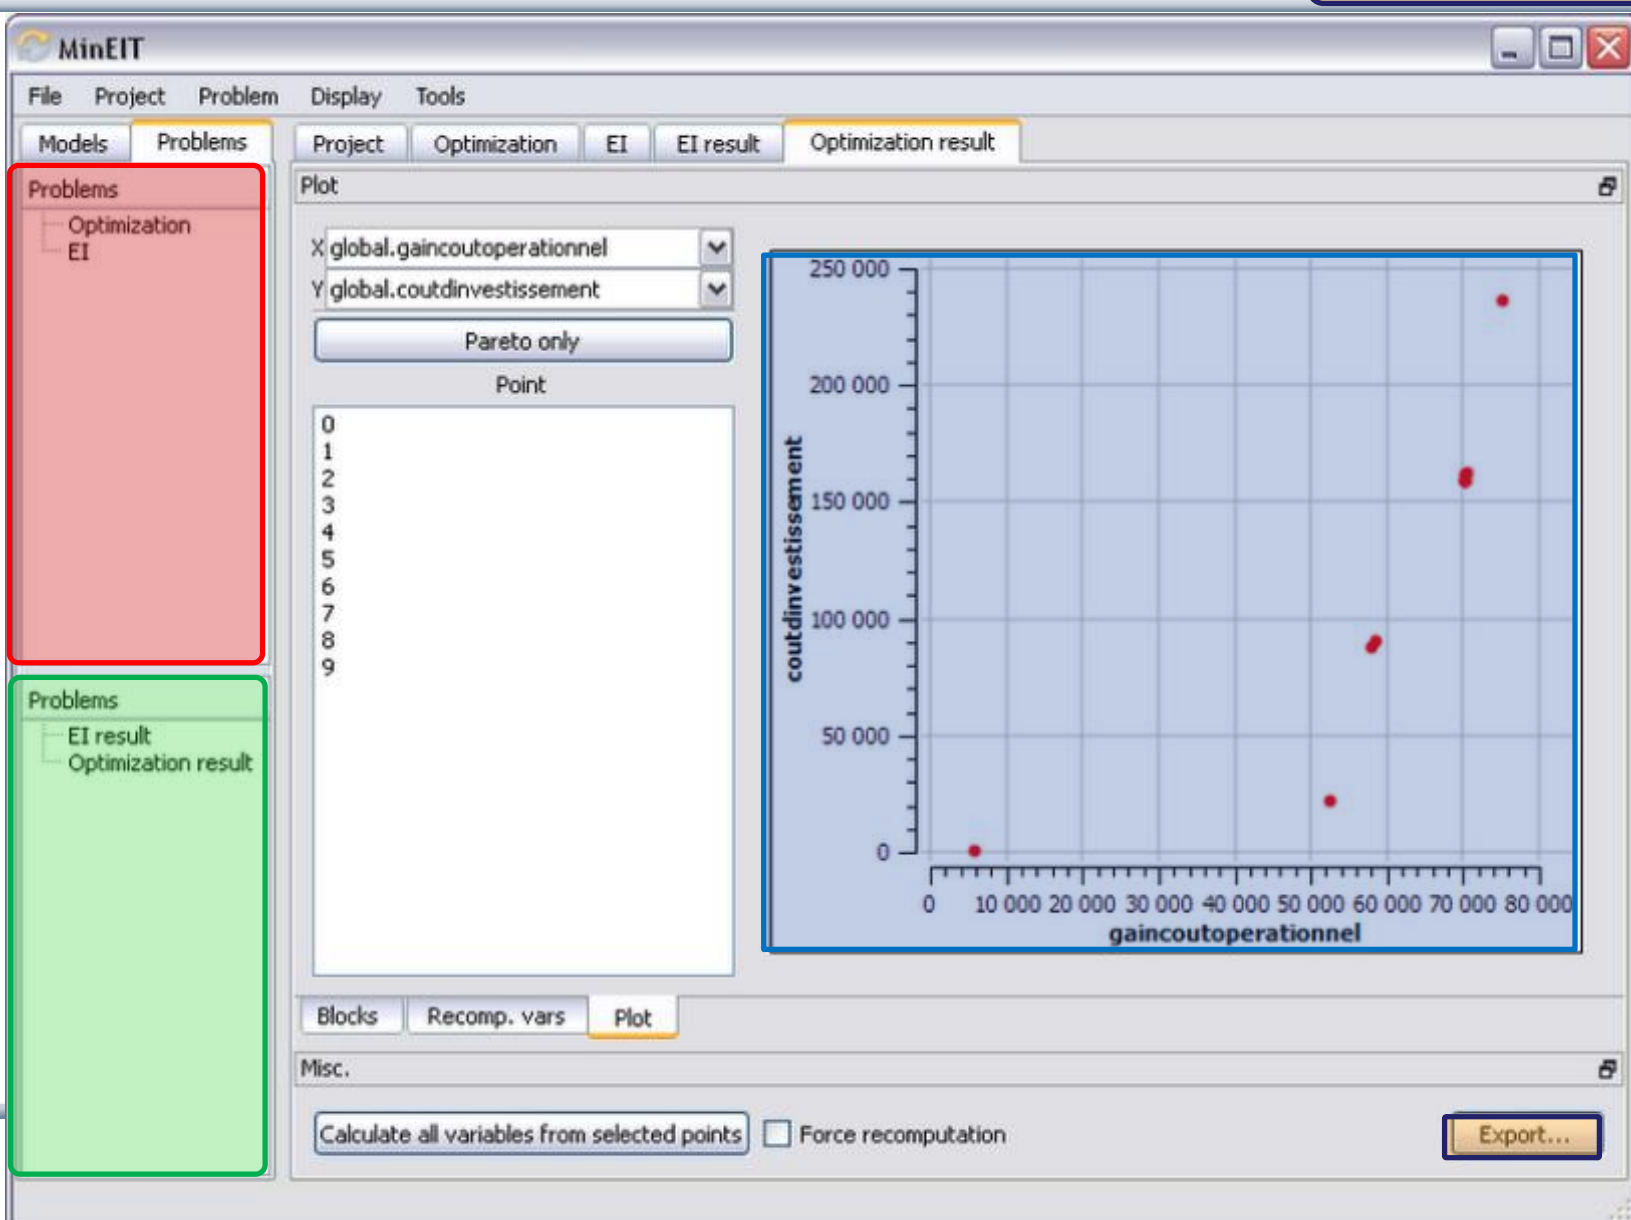 MinEIT
File Project Problem Display Tools
Models Problems Project Optimization EI EI result Optimization result
Problems
Optimization
EI
Problems
EI result
Optimization result
Plot
X global.gaincoutoperationnel
Y global.coutdinvestissement
Pareto only
Point
0
1
2
3
4
5
6
7
8
9
250 000
200 000
150 000
100 000
50 000
0
coutdinvestissement
0 10 000 20 000 30 000 40 000 50 000 60 000 70 000 80 000
gaincoutoperationnel
Blocks Recomp. vars Plot
Misc.
Calculate all variables from selected points Force recomputation Export...